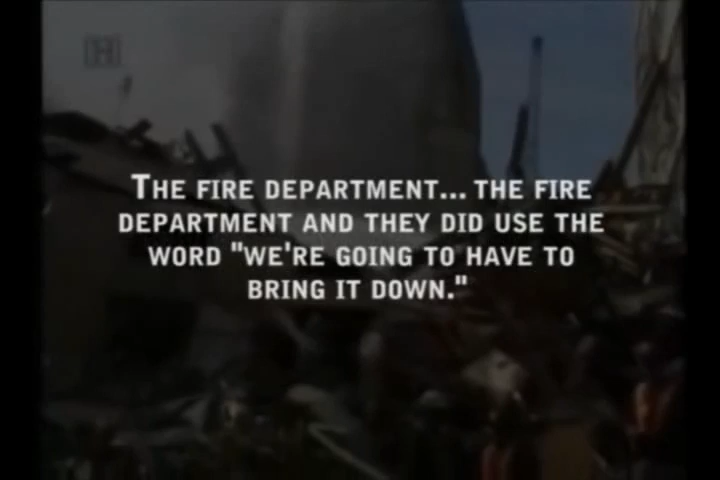 H
THE FIRE DEPARTMENT... THE FIRE
DEPARTMENT AND THEY DID USE THE
WORD "WE'RE GOING TO HAVE TO
BRING IT DOWN."